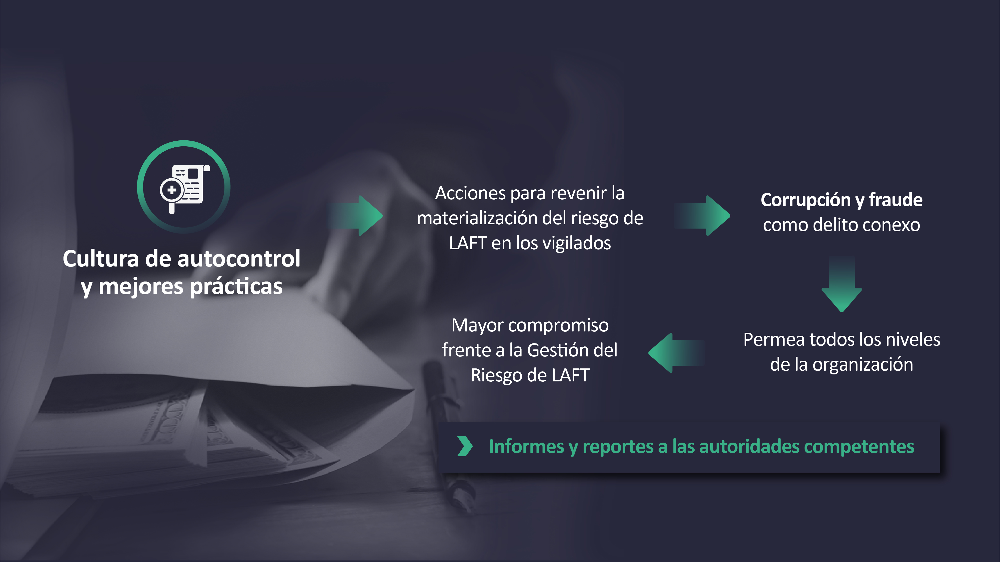 Cultura de autocontrol
y mejores prácticas
Acciones para revenir la
materialización del riesgo de
LAFT en los vigilados
Corrupción y fraude
como delito conexo
Permea todos los niveles
de la organización
Mayor compromiso
frente a la Gestión del
Riesgo de LAFT
Informes y reportes a las autoridades competentes